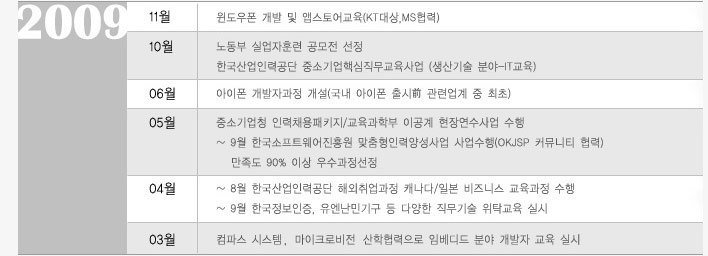 2009
11월 윈도우폰 개발 및 앱스토어교육(KT대상,MS협력)
10월 노동부 실업자훈련 공모전 선정
한국산업인력공단 중소기업핵심직무교육사업 (생산기술 분야-IT교육)
06월 아이폰 개발자과정 개설(국내 아이폰 출시前 관련업계 중 최초)
05월 중소기업청 인력채용패키지/교육과학부 이공계 현장연수사업 수행
~ 9월 한국소프트웨어진흥원 맞춤형인력양성사업 사업수행(OKJSP 커뮤니티 협력)
만족도 90% 이상 우수과정선정
04월 ~ 8월 한국산업인력공단 해외취업과정 캐나다/일본 비즈니스 교육과정 수행
~ 9월 한국정보인증, 유엔난민기구 등 다양한 직무기술 위탁교육 실시
03월 컴파스 시스템, 마이크로비전 산학협력으로 임베디드 분야 개발자 교육 실시